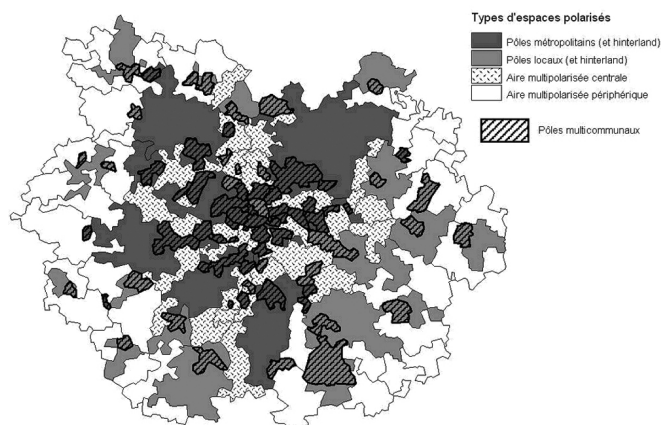 Types d'espaces polarisés
Pôles métropolitains (et hinterland)
Pôles locaux (et hinterland)
Aire multipolarisée centrale
Aire multipolarisée périphérique
Pôles multicommunaux